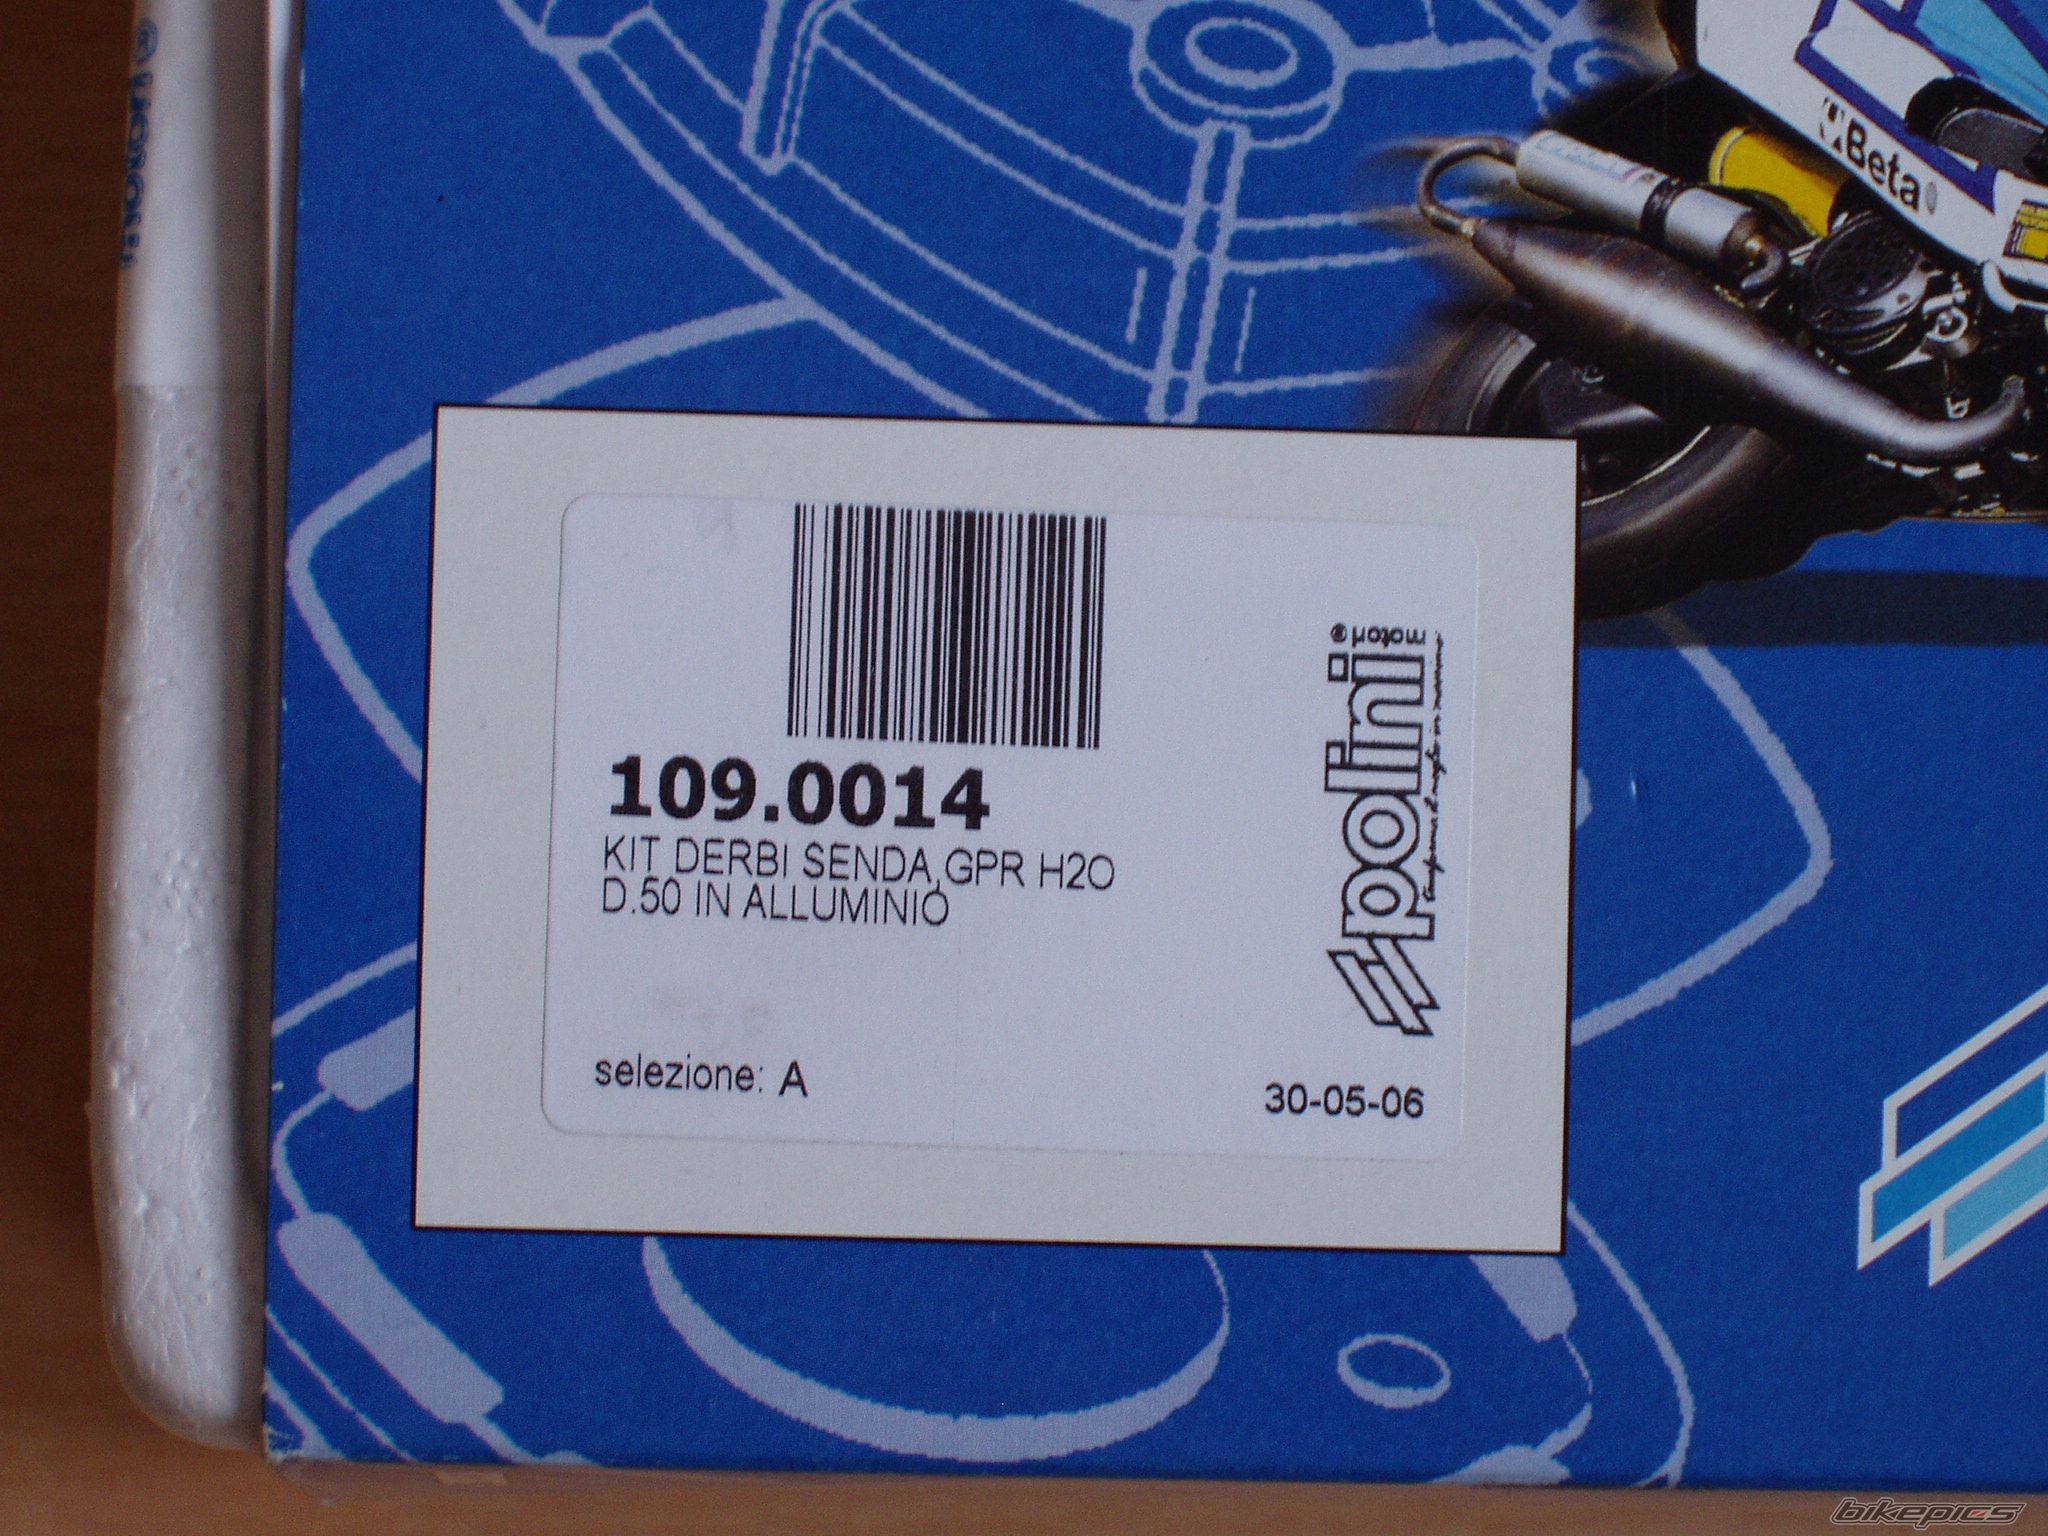 Beta
109.0014
KIT DERBI SENDA,GPR H2O
D.50 IN ALLUMINIO
selezione: A
30-05-06
polini
motori®
bikepics